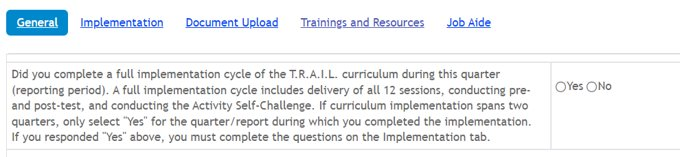 General Implementation Document Upload Trainings and Resources Job Aide
Did you complete a full implementation cycle of the T.R.A.I.L. curriculum during this quarter
(reporting period). A full implementation cycle includes delivery of all 12 sessions, conducting pre-
and post-test, and conducting the Activity Self-Challenge. If curriculum implementation spans two
quarters, only select "Yes" for the quarter/report during which you completed the implementation.
If you responded "Yes" above, you must complete the questions on the Implementation tab.
Yes No